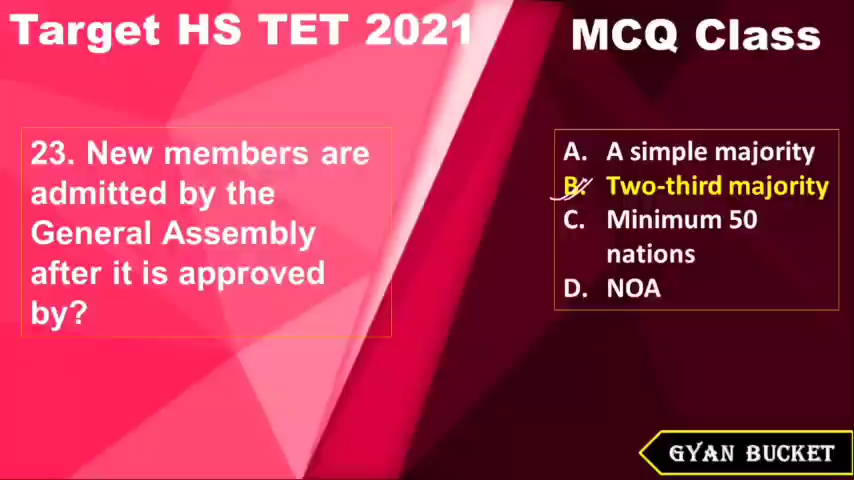 Target HS TET 2021
MCQ Class
23. New members are
admitted by the
General Assembly
after it is approved
by?
A. A simple majority
B. Two-third majority
C. Minimum 50
nations
D. NOA
GYAN BUCKET